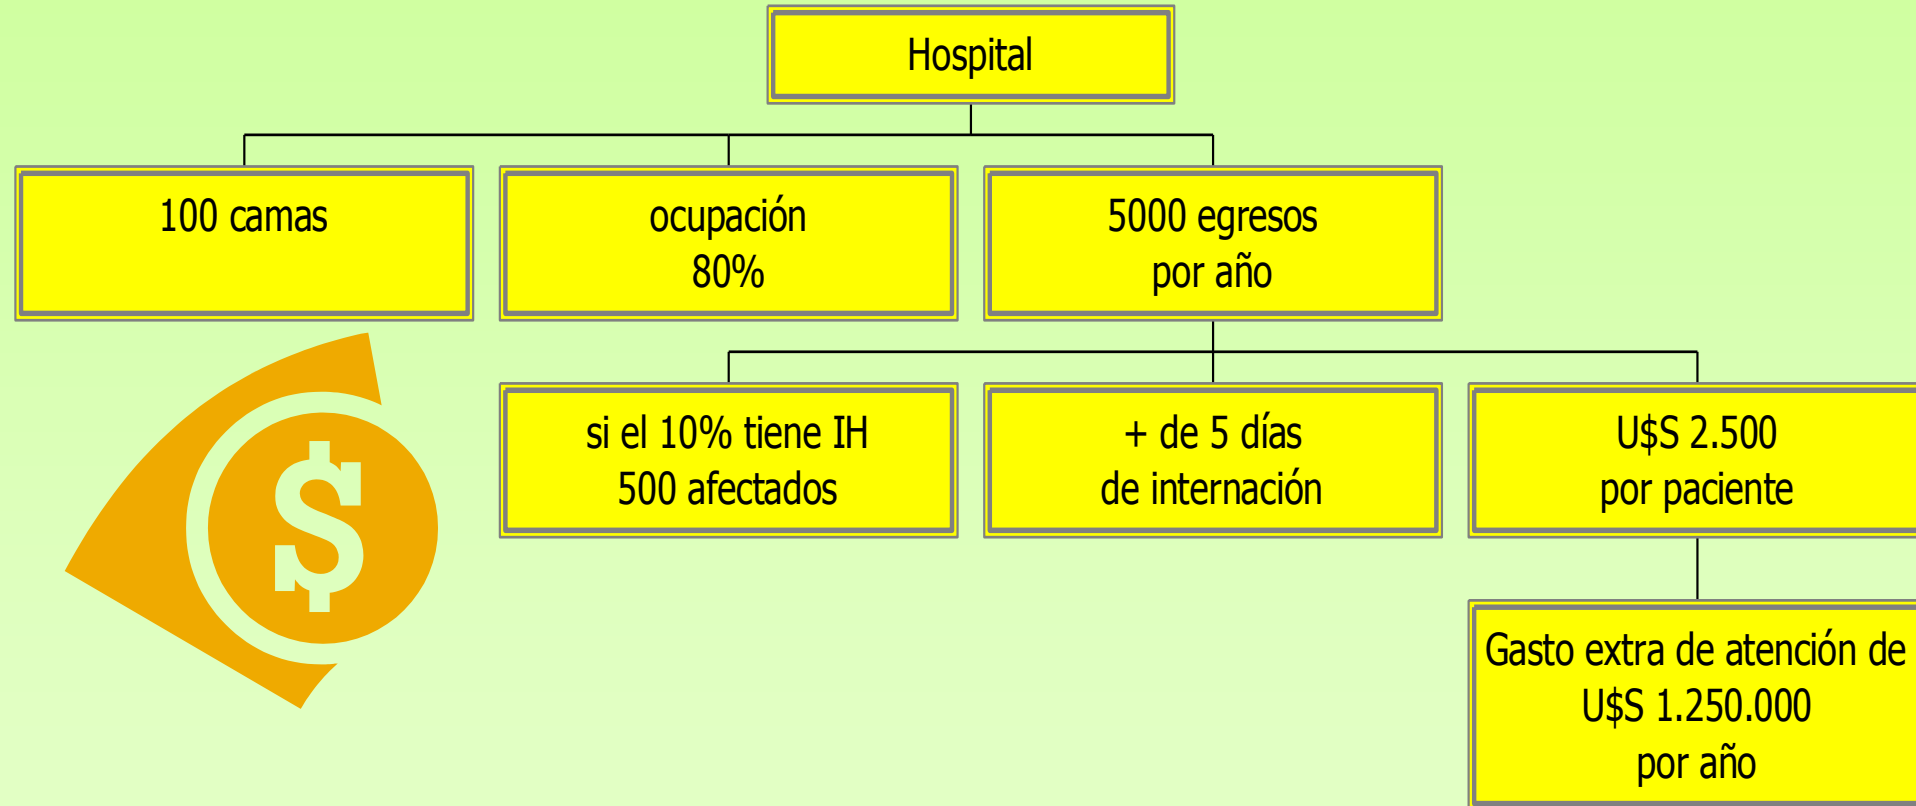 Hospital
100 camas
ocupación
80%
5000 egresos
por año
si el 10% tiene IH
500 afectados
+ de 5 días
de internación
U$S 2.500
por paciente
Gasto extra de atención de
U$S 1.250.000
por año
$